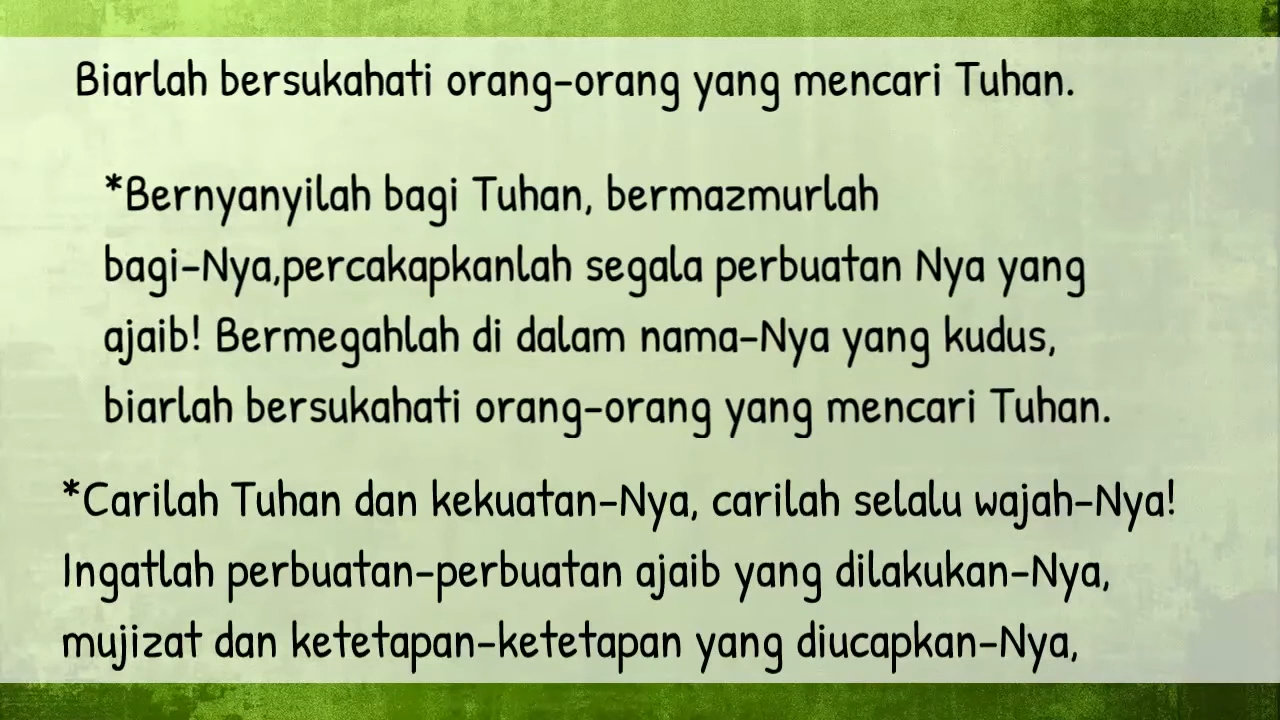 Biarlah bersukahati orang-orang yang mencari Tuhan.
*Bernyanyilah bagi Tuhan, bermazmurlah
bagi-Nya,percakapkanlah segala perbuatan Nya yang
ajaib! Bermegahlah di dalam nama-Nya yang kudus,
biarlah bersukahati orang-orang yang mencari Tuhan.
*Carilah Tuhan dan kekuatan-Nya, carilah selalu wajah-Nya!
Ingatlah perbuatan-perbuatan ajaib yang dilakukan-Nya,
mujizat dan ketetapan-ketetapan yang diucapkan-Nya,